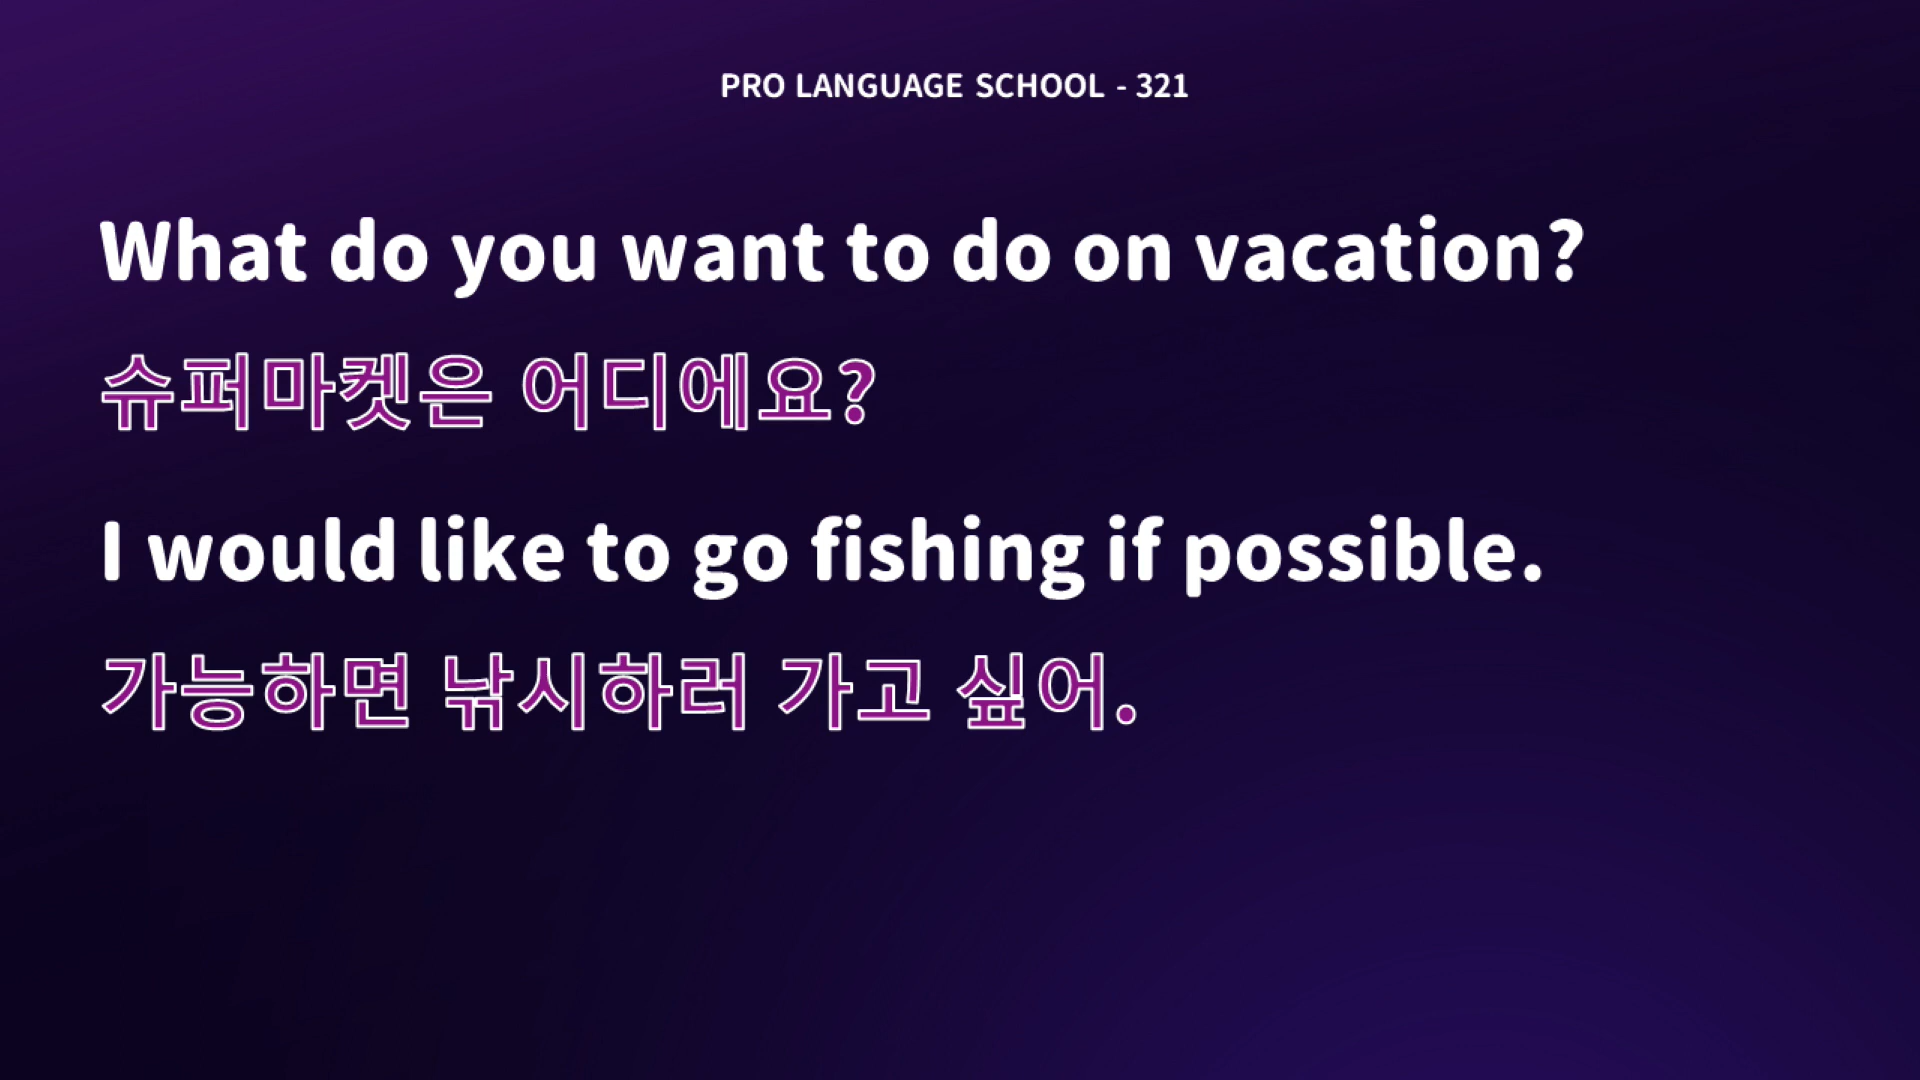 PRO LANGUAGE SCHOOL - 321
What do you want to do on vacation?
슈퍼마켓은 어디에요?
I would like to go fishing if possible.
가능하면 낚시하러 가고 싶어.